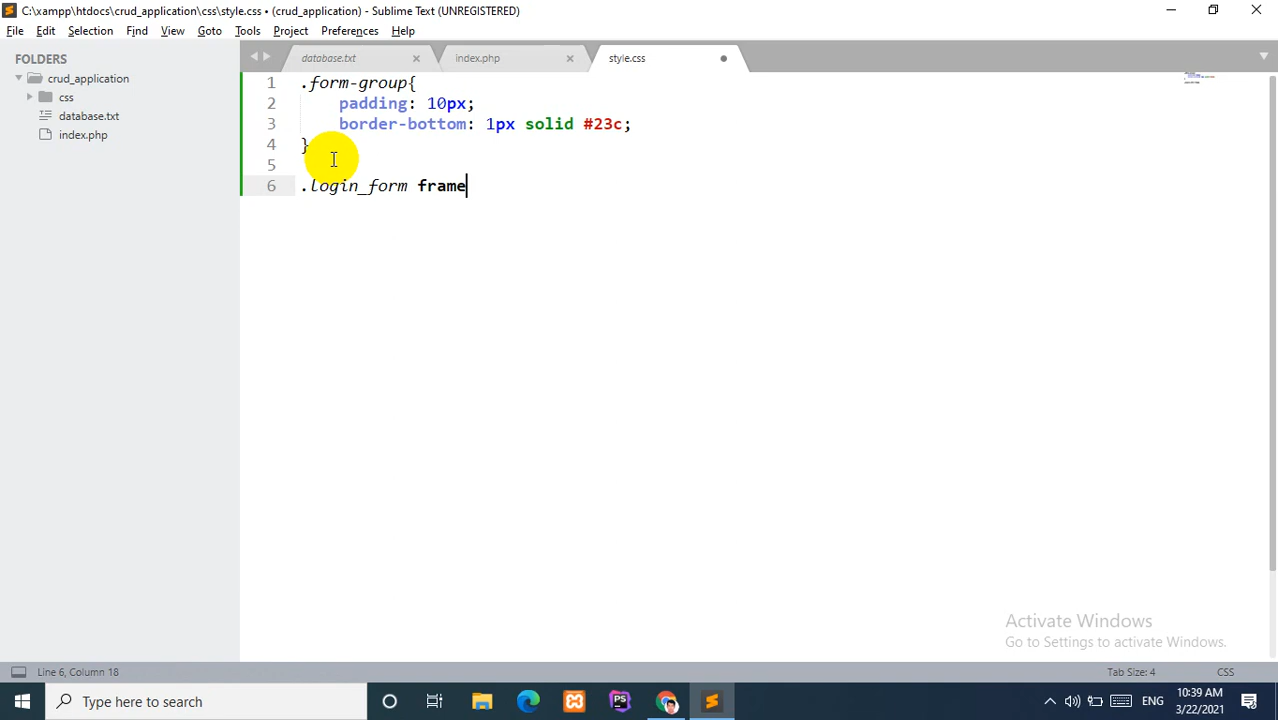 C:\xampp\htdocs\crud_application\css\style.css • (crud_application) - Sublime Text (UNREGISTERED)
File Edit Selection Find View Goto Tools Project Preferences Help
FOLDERS
crud_application
css
database.txt
index.php
database.txt
index.php
style.css
1 .form-group{
2 padding: 10px;
3 border-bottom: 1px solid #23c;
4 }
5
6 .login_form frame
Activate Windows
Go to Settings to activate Windows.
Line 6, Column 18
Tab Size: 4
CSS
Type here to search
PS
ENG
10:39 AM
3/22/2021